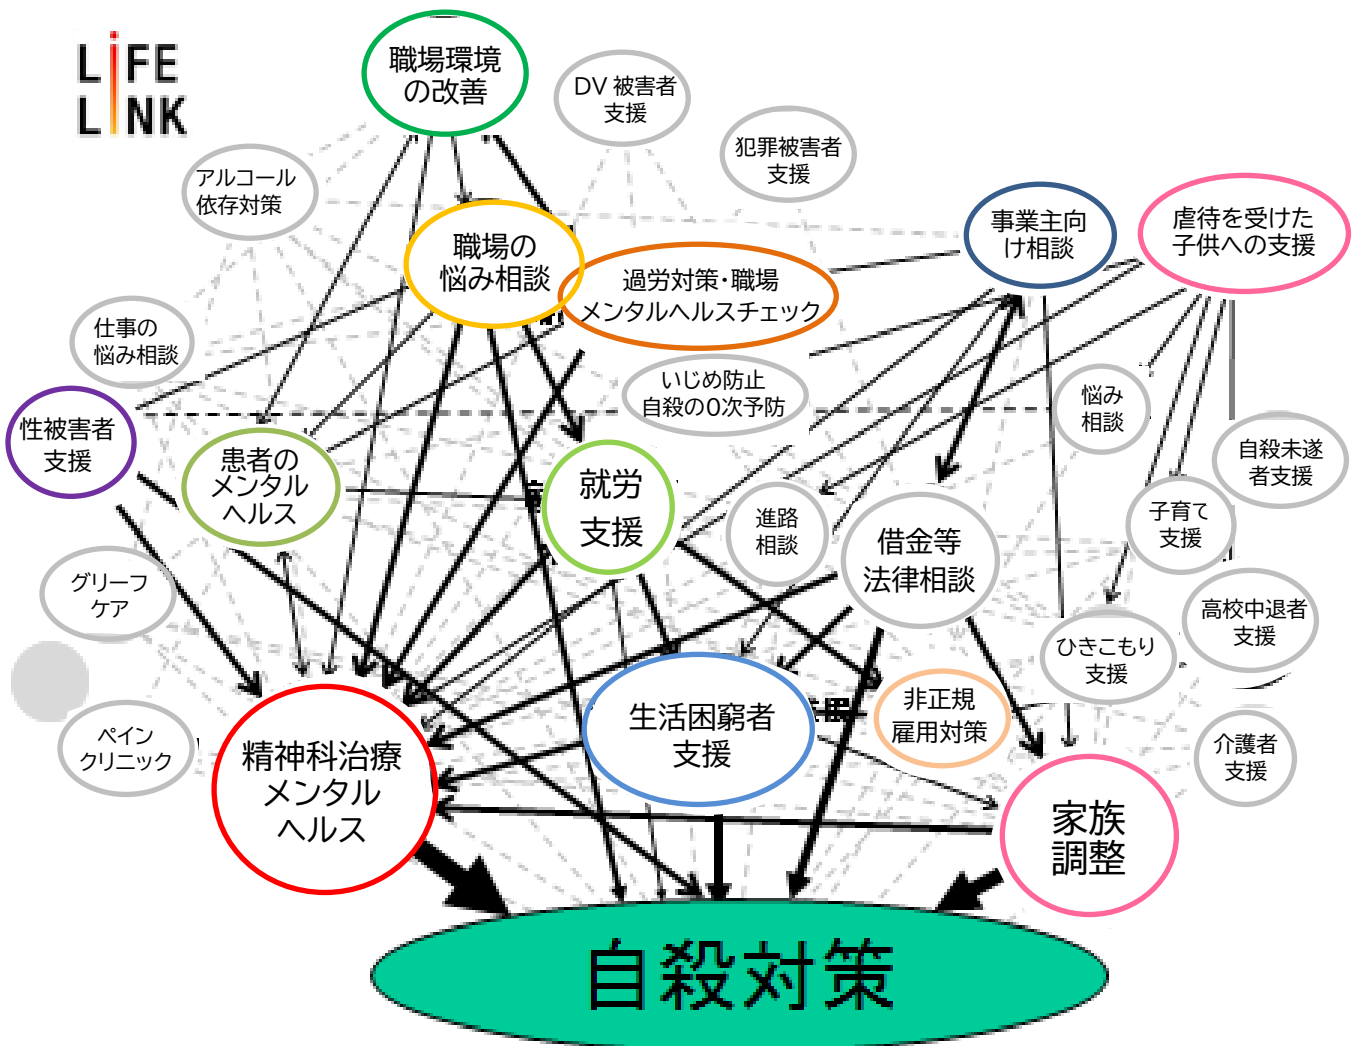 LiFE
LiNK
職場環境
の改善
DV 被害者
支援
犯罪被害者
支援
アルコール
依存対策
職場の
悩み相談
事業主向
け相談
虐待を受けた
子供への支援
過労対策・職場
メンタルヘルスチェック
仕事の
悩み相談
いじめ防止
自殺の0次予防
悩み
相談
性被害者
支援
患者の
メンタル
ヘルス
就労
支援
自殺未遂
者支援
進路
相談
借金等
法律相談
子育て
支援
グリーフ
ケア
高校中退者
支援
ひきこもり
支援
ペイン
クリニック
精神科治療
メンタル
ヘルス
生活困窮者
支援
非正規
雇用対策
介護者
支援
家族
調整
自殺対策